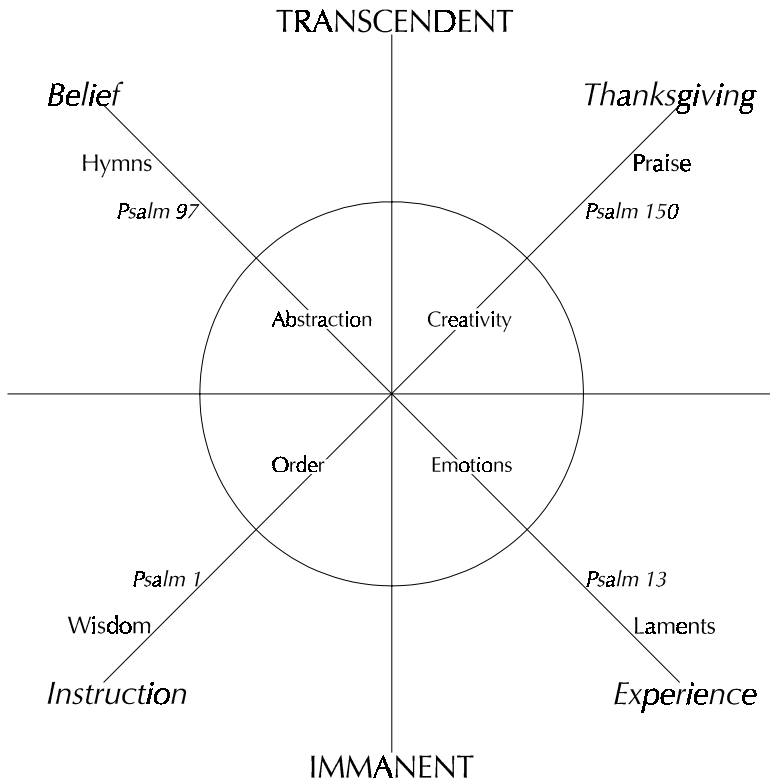 TRANSCENDENT
Belief
Thanksgiving
Hymns
Praise
Psalm 97
Psalm 150
Abstraction
Creativity
Order
Emotions
Psalm 1
Psalm 13
Wisdom
Laments
Instruction
Experience
IMMANENT